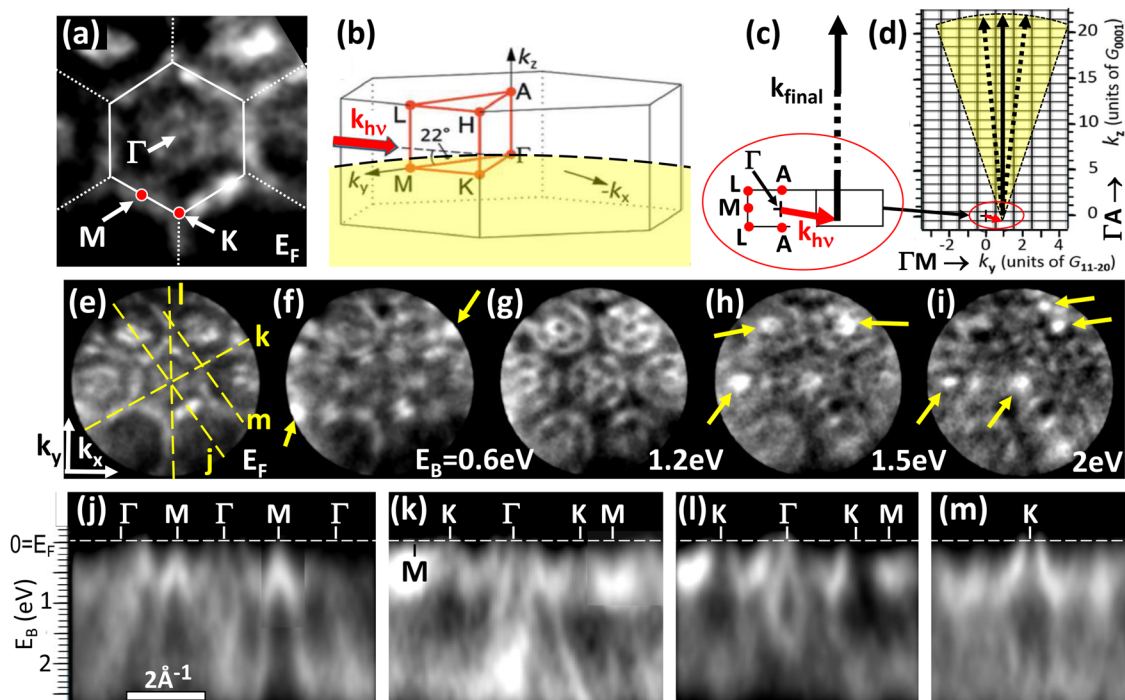 (a)
Γ
M
K
E_F
(b)
k_z
A
L
H
k_hν
22°
Γ
k_y
M
K
-k_x
(c)
k_final
Γ
L
A
M
k_hν
L
A
(d)
20
15
10
5
0
k_z (units of G_0001)
ΓA →
0 2 4
ΓM → k_y (units of G_11-20)
(e)
l
k
m
j
k_y
k_x
E_F
(f)
E_B=0.6eV
(g)
1.2eV
(h)
1.5eV
(i)
2eV
(j)
Γ M Γ M Γ
0=E_F
1
2
E_B (eV)
2Å⁻¹
(k)
K Γ K M
M
(l)
K Γ K M
(m)
K